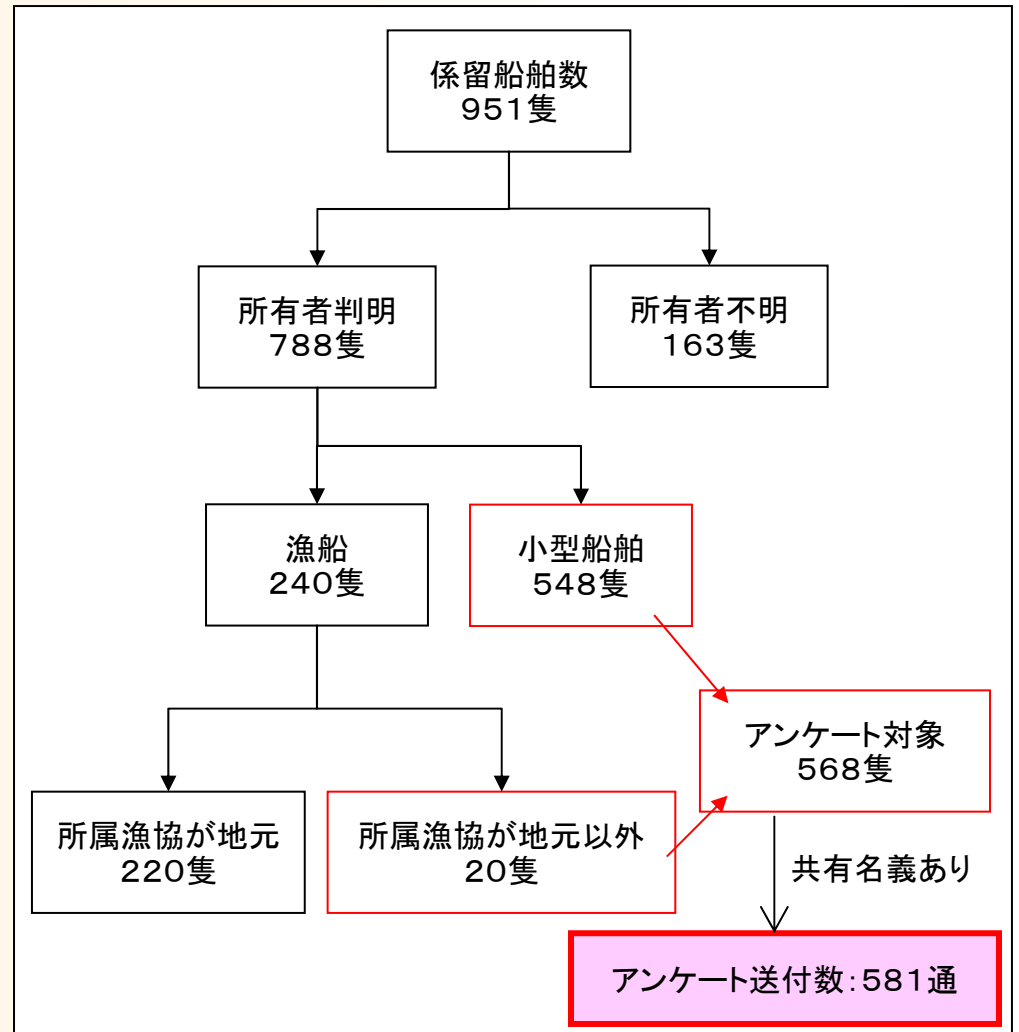 係留船舶数
951隻
所有者判明
788隻
所有者不明
163隻
漁船
240隻
小型船舶
548隻
アンケート対象
568隻
所属漁協が地元
220隻
所属漁協が地元以外
20隻
共有名義あり
アンケート送付数:581通